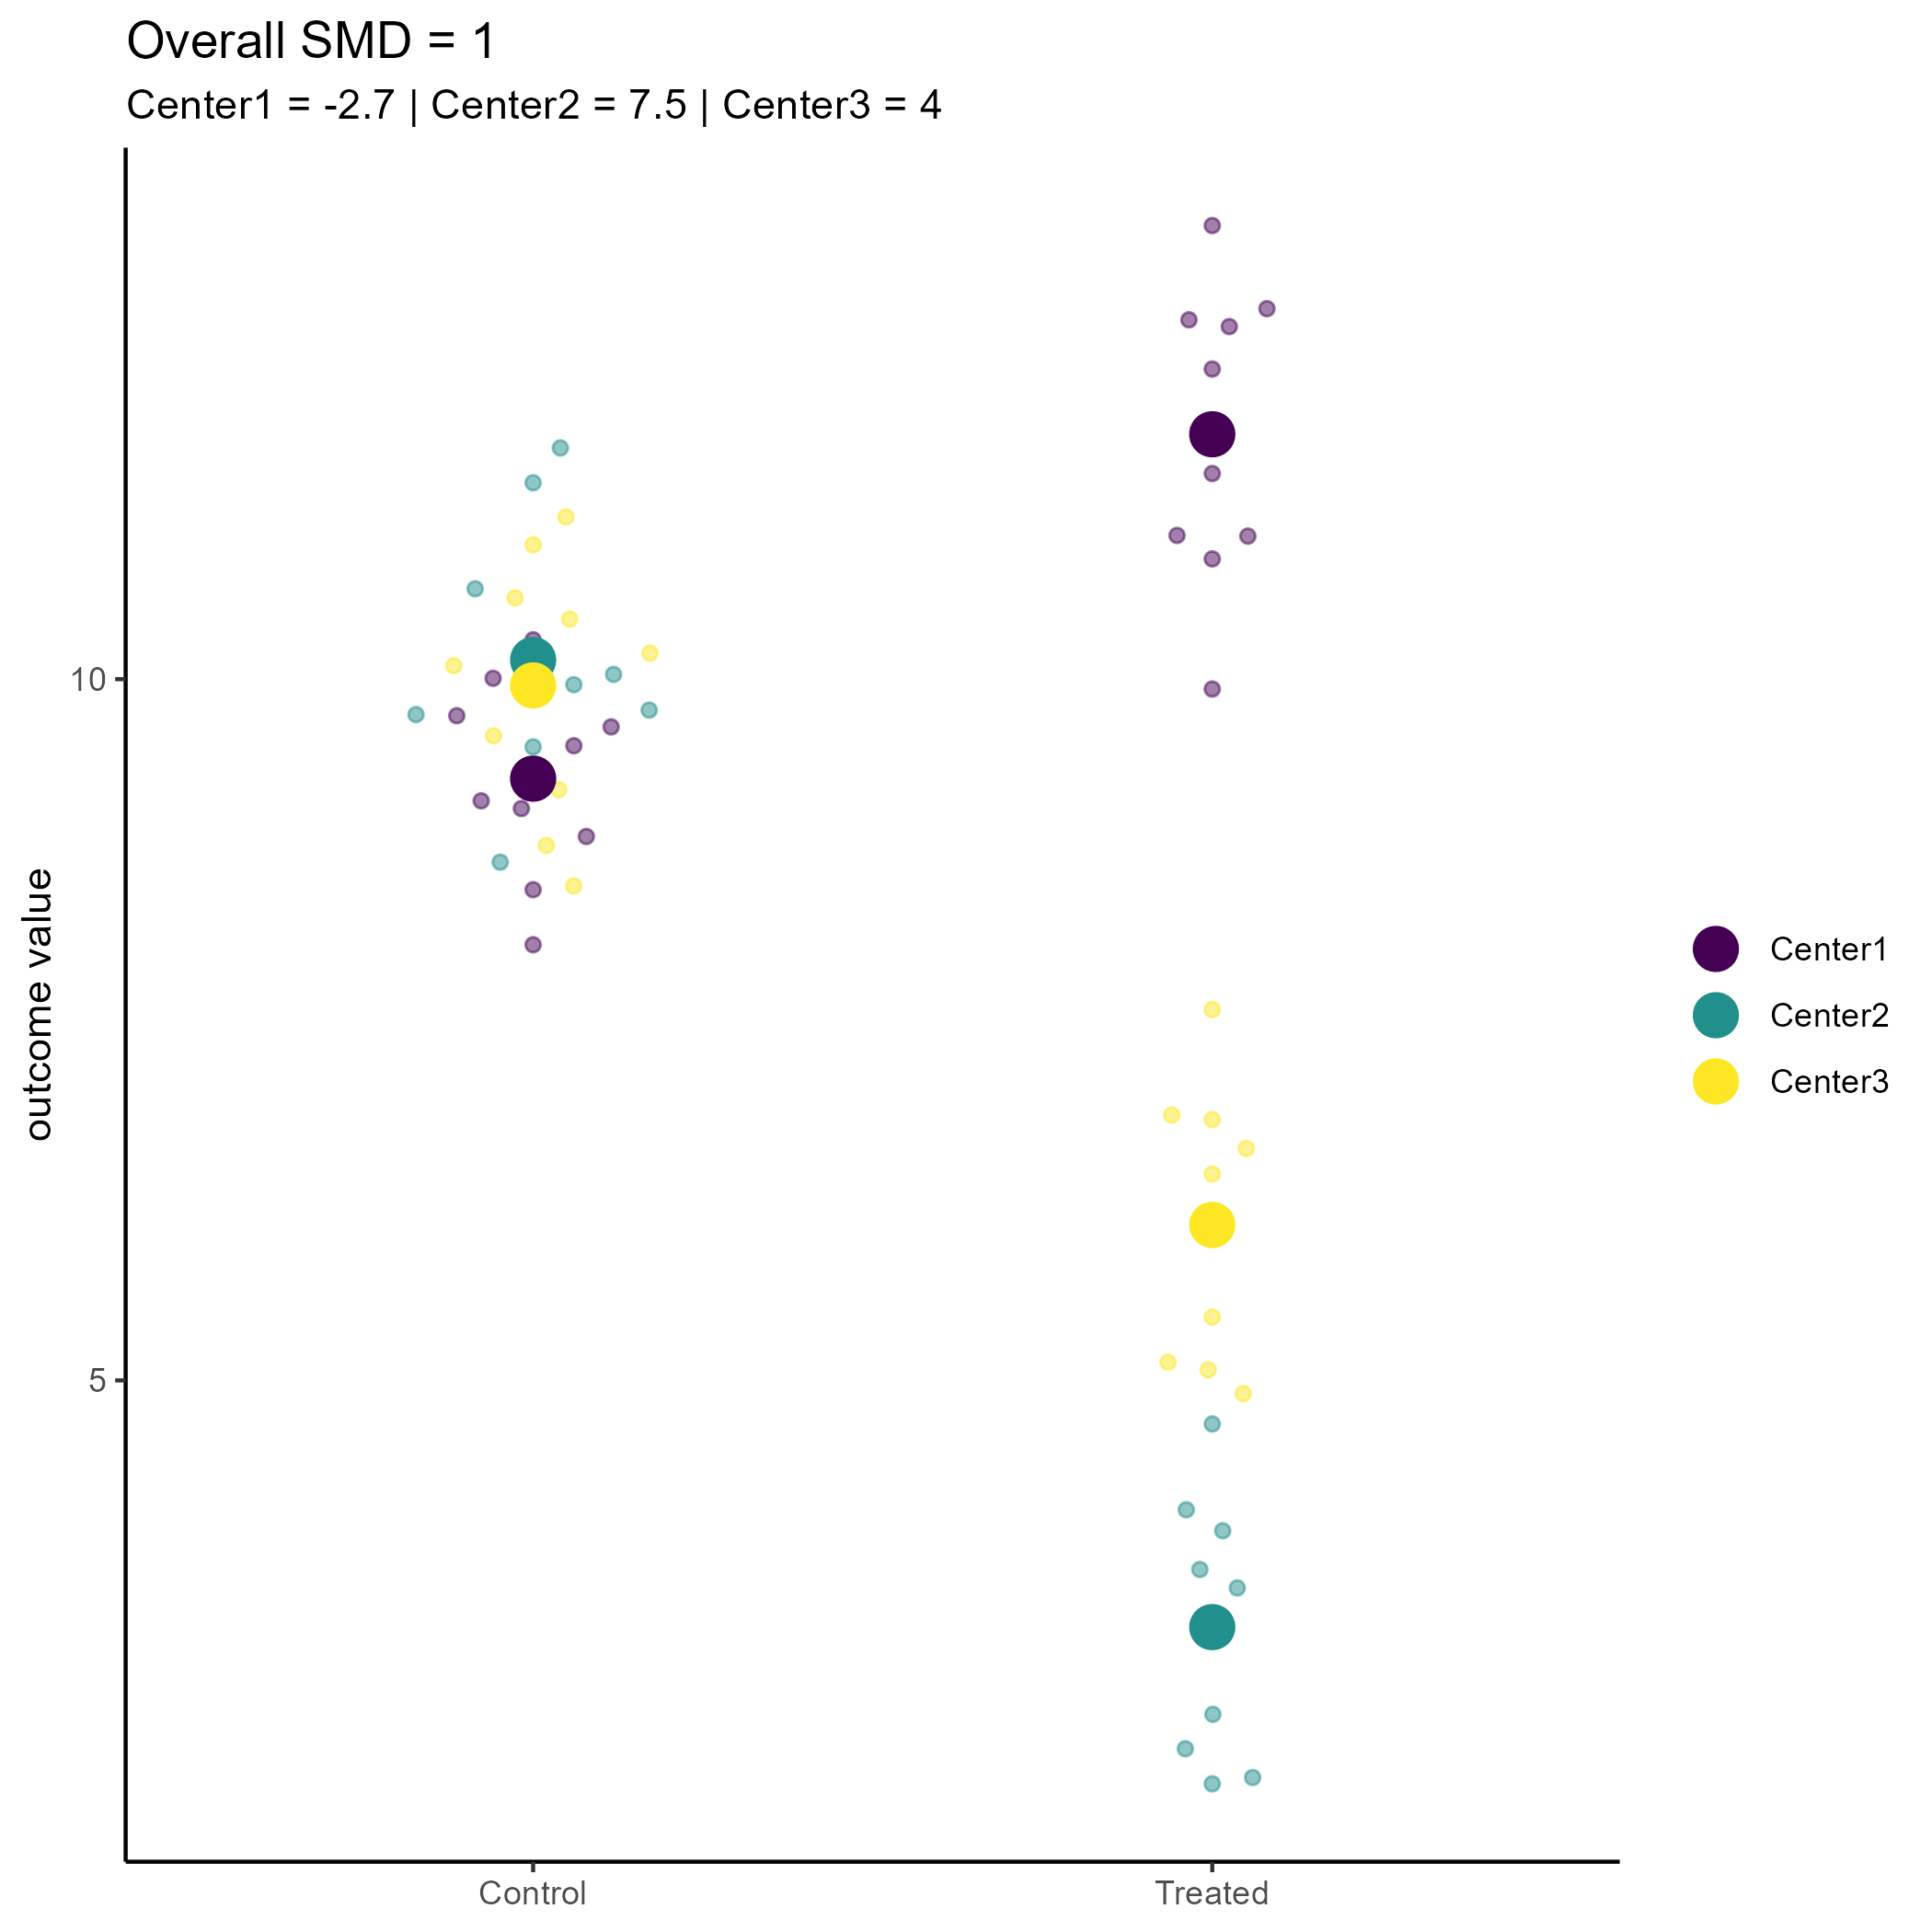 Overall SMD = 1
Center1 = -2.7 | Center2 = 7.5 | Center3 = 4
10
5
outcome value
Control
Treated
Center1
Center2
Center3